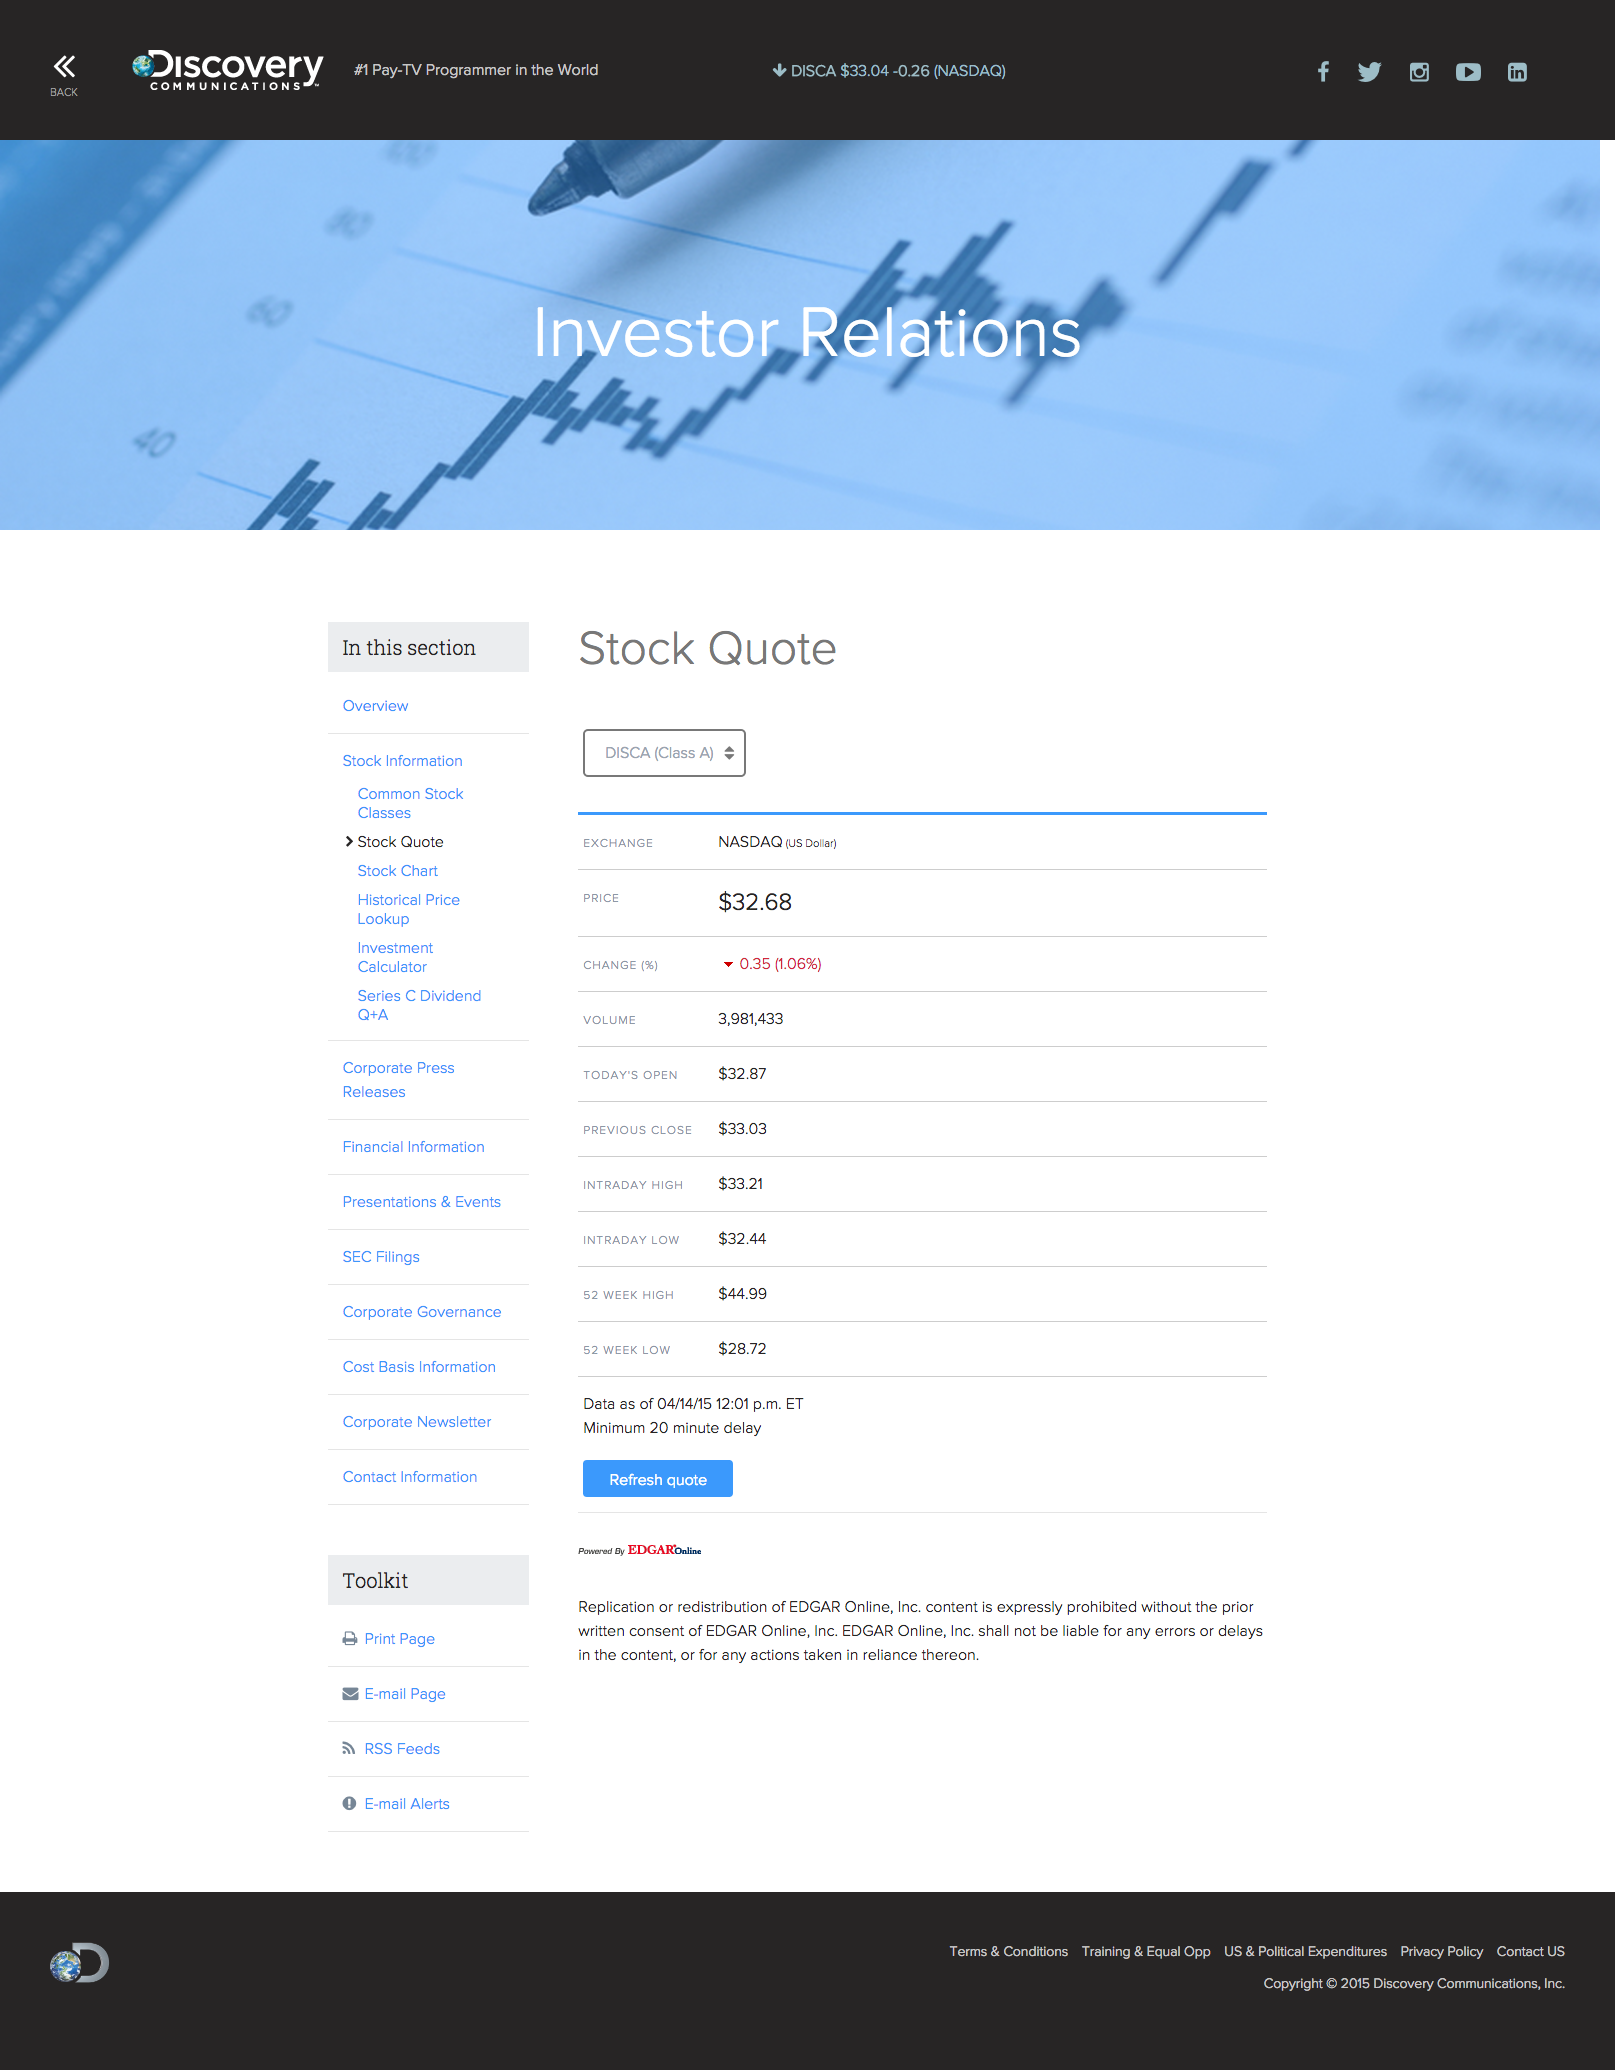 BACK
Discovery
COMMUNICATIONS
#1 Pay-TV Programmer in the World
DISCA $33.04 -0.26 (NASDAQ)
100
80
60
40
Investor Relations
In this section
Overview
Stock Information
Common Stock
Classes
Stock Quote
Stock Chart
Historical Price
Lookup
Investment
Calculator
Series C Dividend
Q+A
Corporate Press
Releases
Financial Information
Presentations & Events
SEC Filings
Corporate Governance
Cost Basis Information
Corporate Newsletter
Contact Information
Toolkit
Print Page
E-mail Page
RSS Feeds
E-mail Alerts
Stock Quote
DISCA (Class A)
EXCHANGE NASDAQ (US Dollar)
PRICE $32.68
CHANGE (%) 0.35 (1.06%)
VOLUME 3,981,433
TODAY'S OPEN $32.87
PREVIOUS CLOSE $33.03
INTRADAY HIGH $33.21
INTRADAY LOW $32.44
52 WEEK HIGH $44.99
52 WEEK LOW $28.72
Data as of 04/14/15 12:01 p.m. ET
Minimum 20 minute delay
Refresh quote
Powered By EDGAR Online
Replication or redistribution of EDGAR Online, Inc. content is expressly prohibited without the prior
written consent of EDGAR Online, Inc. EDGAR Online, Inc. shall not be liable for any errors or delays
in the content, or for any actions taken in reliance thereon.
Terms & Conditions Training & Equal Opp US & Political Expenditures Privacy Policy Contact US
Copyright © 2015 Discovery Communications, Inc.